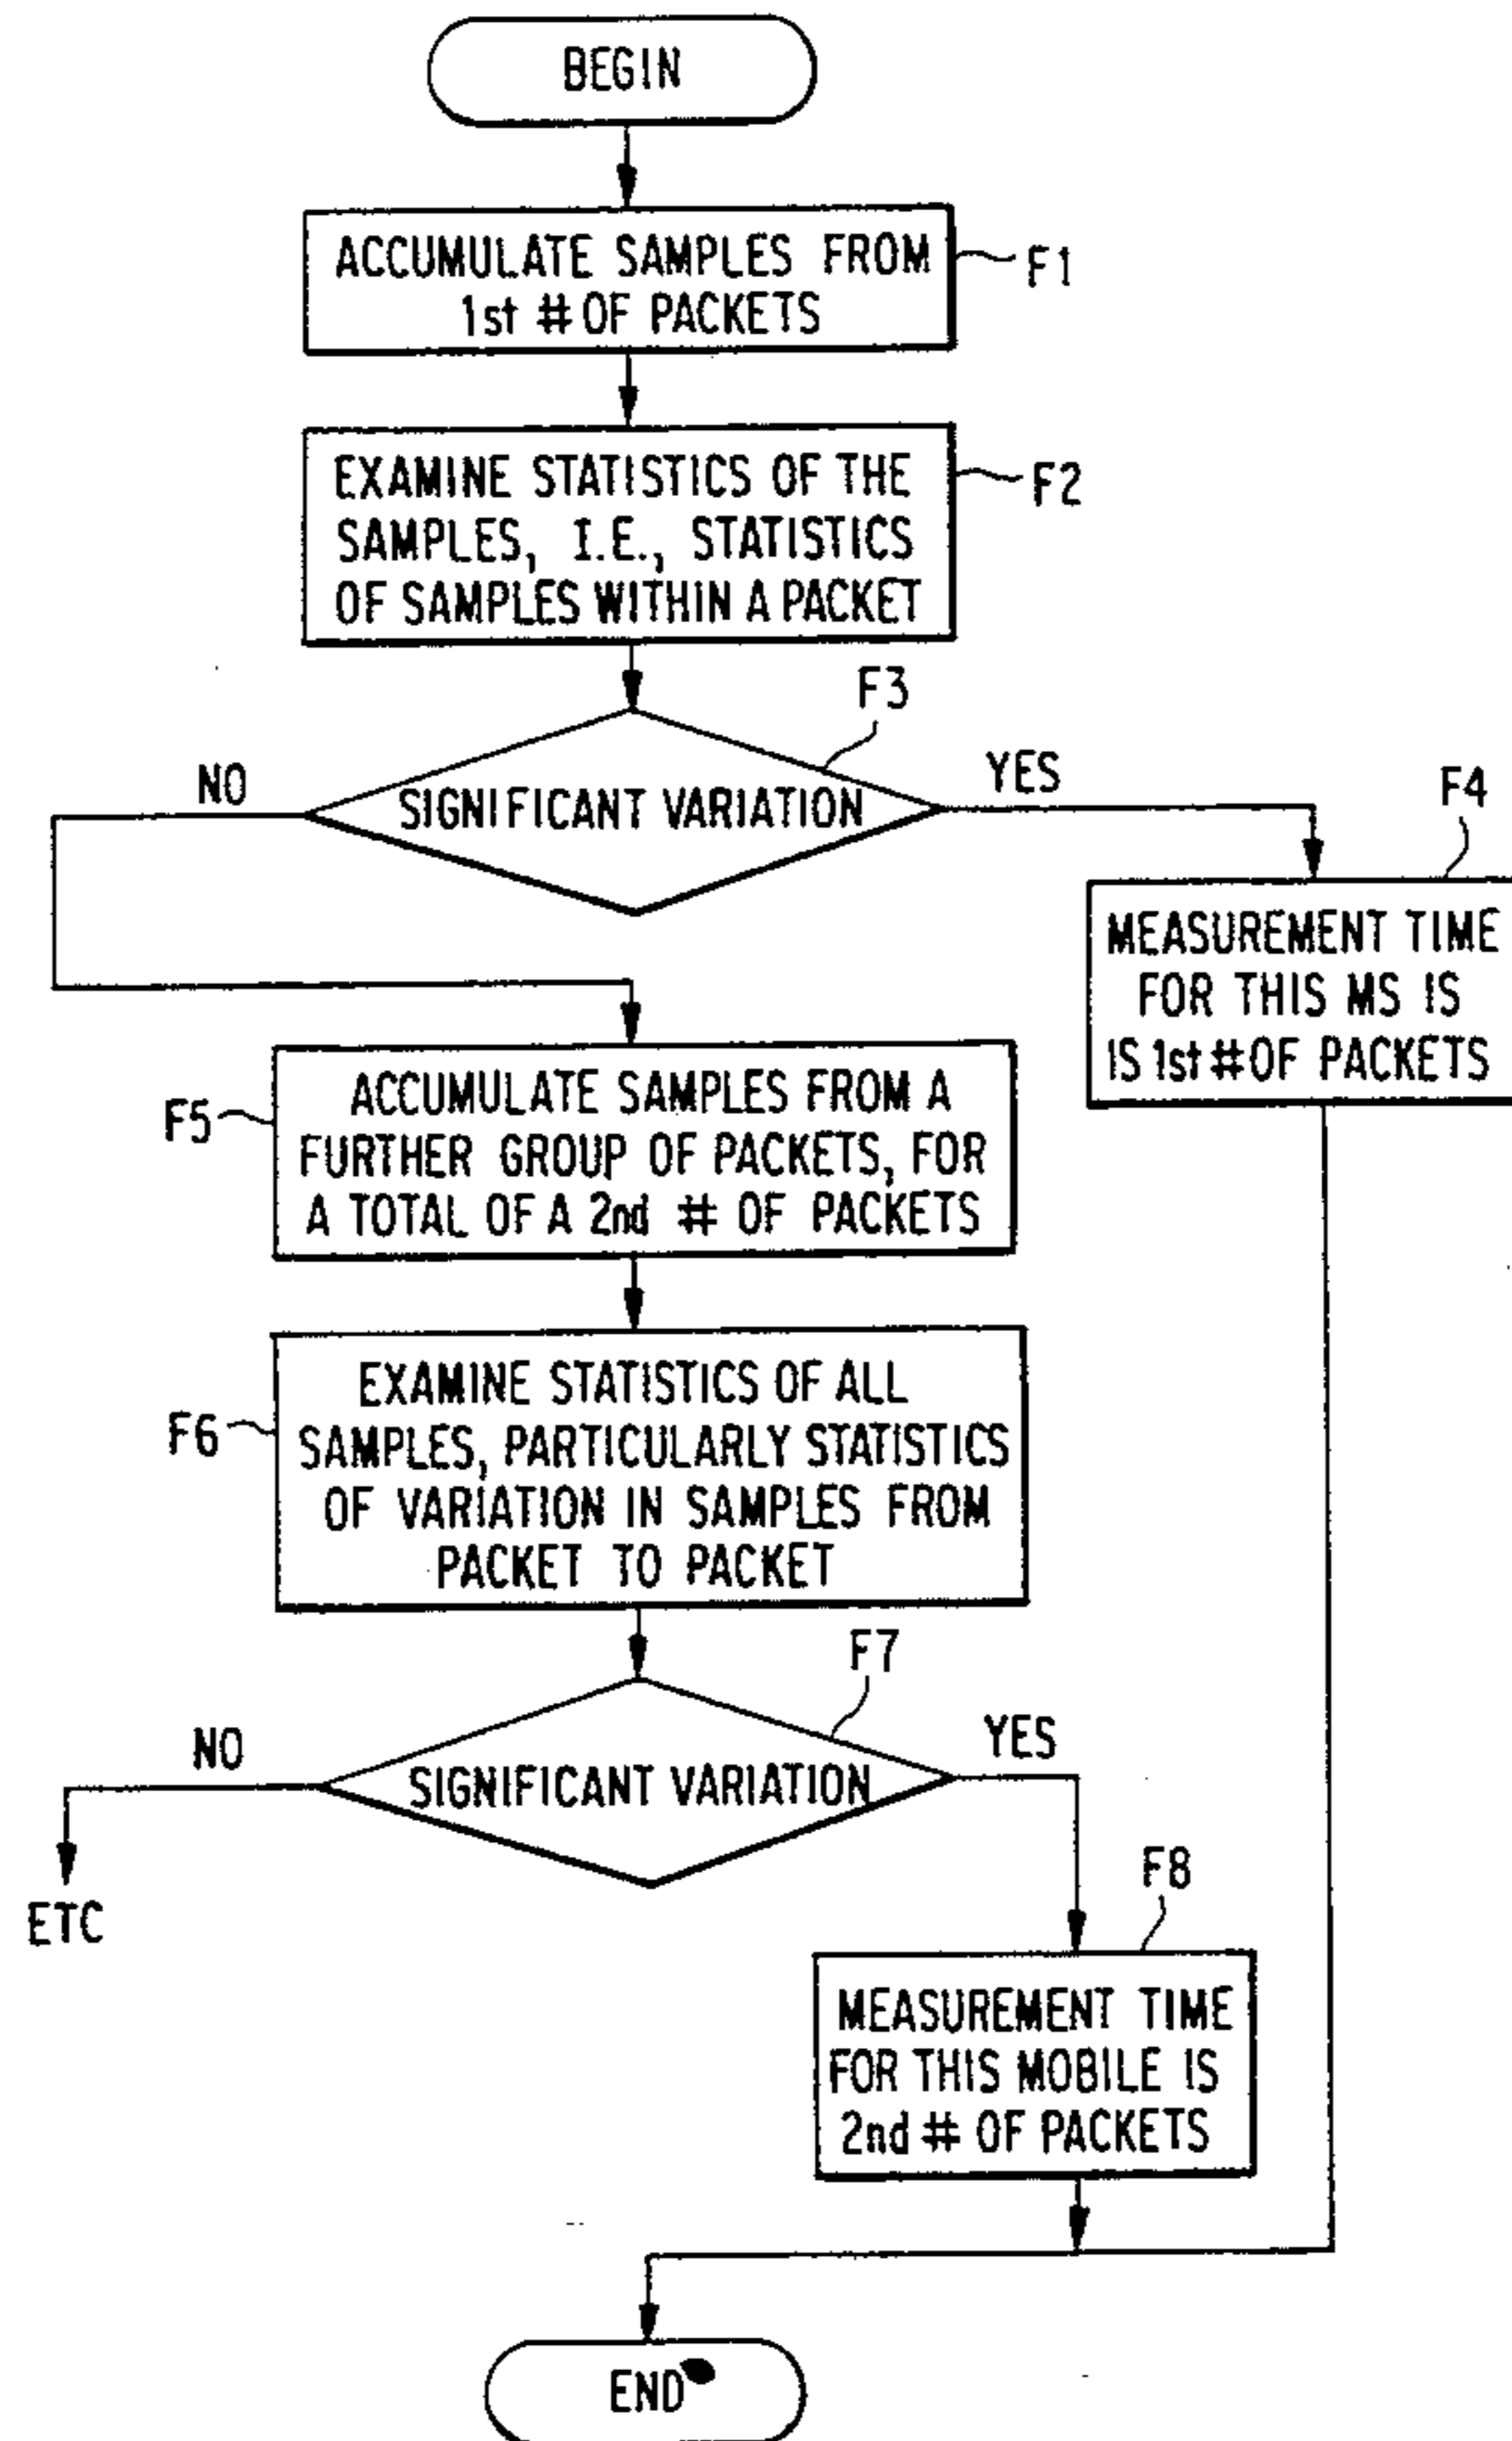 BEGIN
ACCUMULATE SAMPLES FROM
1st # OF PACKETS
F1
EXAMINE STATISTICS OF THE
SAMPLES, I.E., STATISTICS
OF SAMPLES WITHIN A PACKET
F2
F3
NO
SIGNIFICANT VARIATION
YES
F4
MEASUREMENT TIME
FOR THIS MS IS
IS 1st # OF PACKETS
F5
ACCUMULATE SAMPLES FROM A
FURTHER GROUP OF PACKETS, FOR
A TOTAL OF A 2nd # OF PACKETS
F6
EXAMINE STATISTICS OF ALL
SAMPLES, PARTICULARLY STATISTICS
OF VARIATION IN SAMPLES FROM
PACKET TO PACKET
F7
NO
SIGNIFICANT VARIATION
YES
ETC
F8
MEASUREMENT TIME
FOR THIS MOBILE IS
2nd # OF PACKETS
END